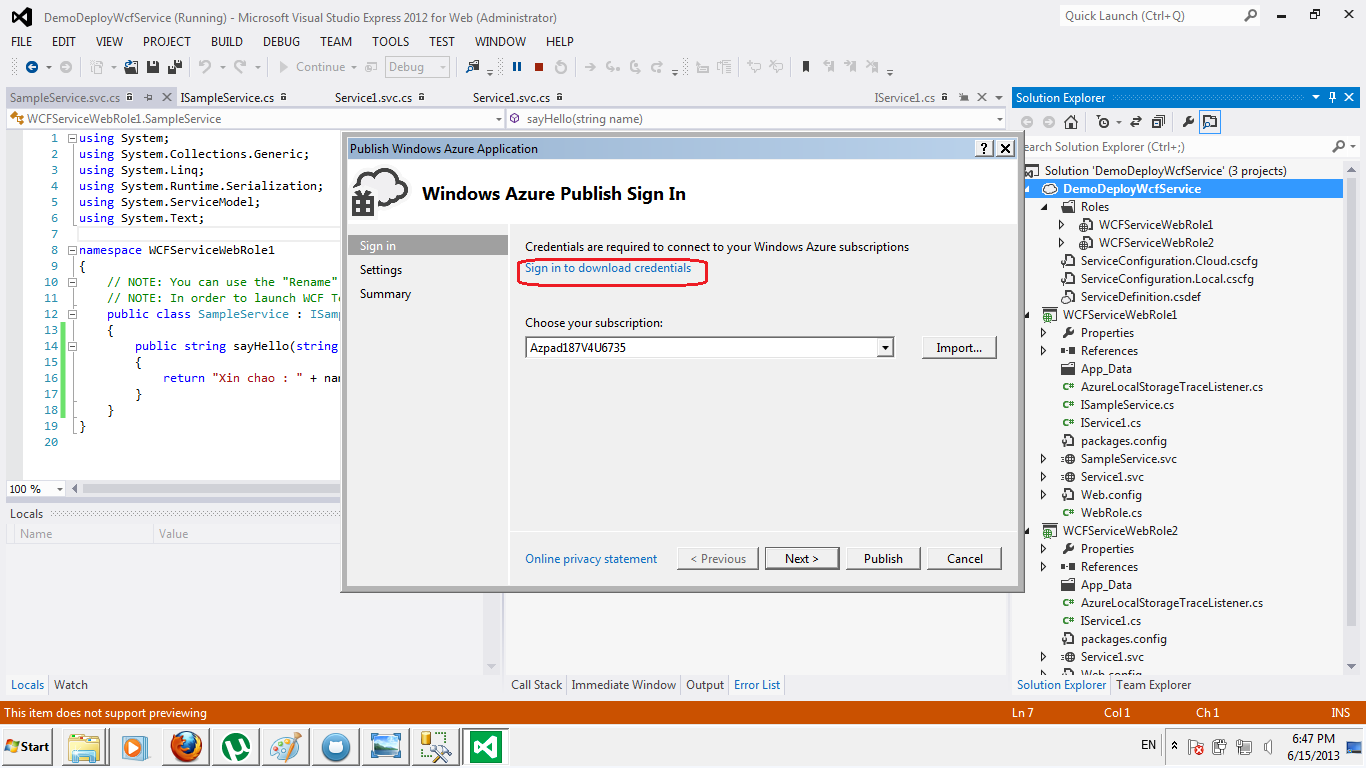 DemoDeployWcfService (Running) - Microsoft Visual Studio Express 2012 for Web (Administrator)
Quick Launch (Ctrl+Q)
FILE EDIT VIEW PROJECT BUILD DEBUG TEAM TOOLS TEST WINDOW HELP
Continue Debug
SampleService.svc.cs ISampleService.cs Service1.svc.cs Service1.svc.cs IService1.cs
WCFServiceWebRole1.SampleService sayHello(string name)
1 using System;
2 using System.Collections.Generic;
3 using System.Linq;
4 using System.Runtime.Serialization;
5 using System.ServiceModel;
6 using System.Text;
7
8 namespace WCFServiceWebRole1
9 {
10 // NOTE: You can use the "Rename"
11 // NOTE: In order to launch WCF Te
12 public class SampleService : ISamp
13 {
14 public string sayHello(string
15 {
16 return "Xin chao : " + nam
17 }
18 }
19 }
20
100 %
Locals
Name Value
Locals Watch
Publish Windows Azure Application
?
Windows Azure Publish Sign In
Sign in
Settings
Summary
Credentials are required to connect to your Windows Azure subscriptions
Sign in to download credentials
Choose your subscription:
Azpad187V4U6735
Import...
Online privacy statement
< Previous Next > Publish Cancel
Call Stack Immediate Window Output Error List
Solution Explorer
earch Solution Explorer (Ctrl+;)
Solution 'DemoDeployWcfService' (3 projects)
DemoDeployWcfService
Roles
WCFServiceWebRole1
WCFServiceWebRole2
ServiceConfiguration.Cloud.cscfg
ServiceConfiguration.Local.cscfg
ServiceDefinition.csdef
WCFServiceWebRole1
Properties
References
App_Data
AzureLocalStorageTraceListener.cs
ISampleService.cs
IService1.cs
packages.config
SampleService.svc
Service1.svc
Web.config
WebRole.cs
WCFServiceWebRole2
Properties
References
App_Data
AzureLocalStorageTraceListener.cs
IService1.cs
packages.config
Service1.svc
Web.config
Solution Explorer Team Explorer
This item does not support previewing Ln 7 Col 1 Ch 1 INS
Start
EN
6:47 PM
6/15/2013